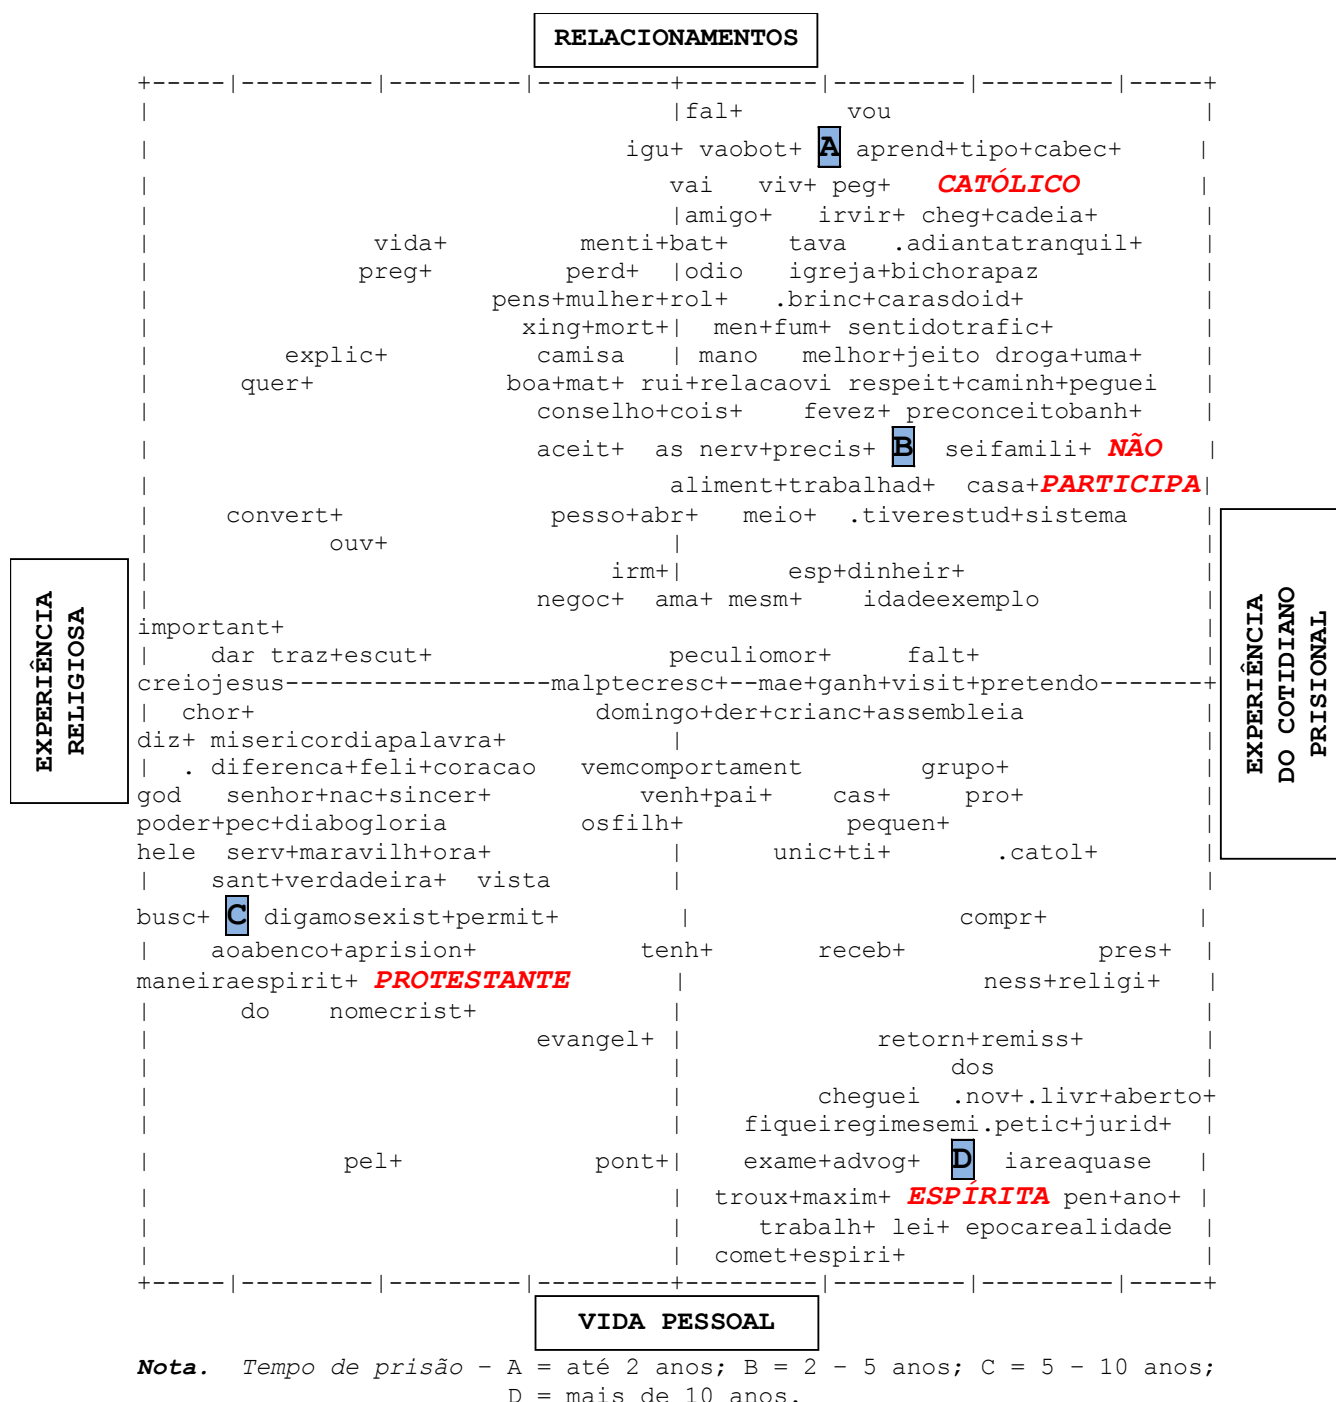 RELACIONAMENTOS
+-----|---------|---------|---------+---------|---------|---------|-----+
| |fal+ vou |
| igu+ vaobot+ A aprend+tipo+cabec+ |
| vai viv+ peg+ CATÓLICO |
| |amigo+ irvir+ cheg+cadeia+ |
| vida+ menti+bat+ tava .adiantatranquil+ |
| preg+ perd+ |odio igreja+bichorapaz |
| pens+mulher+rol+ .brinc+carasdoid+ |
| xing+mort+| men+fum+ sentidotrafic+ |
| explic+ camisa | mano melhor+jeito droga+uma+ |
| quer+ boa+mat+ rui+relacaovi respeit+caminh+peguei |
| conselho+cois+ fevez+ preconceitobanh+ |
| aceit+ as nerv+precis+ B seifamili+ NÃO |
| aliment+trabalhad+ casa+PARTICIPA|
| convert+ pesso+abr+ meio+ .tiverestud+sistema |
| ouv+ | |
| irm+| esp+dinheir+ |
| negoc+ ama+ mesm+ idadeexemplo |
important+ |
| dar traz+escut+ peculiomor+ falt+ |
creiojesus------------------malptecresc+--mae+ganh+visit+pretendo-------+
| chor+ domingo+der+crianc+assembleia |
diz+ misericordiapalavra+ | |
| . diferenca+feli+coracao vemcomportament grupo+ |
god senhor+nac+sincer+ venh+pai+ cas+ pro+ |
poder+pec+diabogloria osfilh+ pequen+ |
hele serv+maravilh+ora+ | unic+ti+ .catol+ |
| sant+verdadeira+ vista | |
busc+ C digamosexist+permit+ | compr+ |
| aoabenco+aprision+ tenh+ receb+ pres+ |
maneiraespirit+ PROTESTANTE | ness+religi+ |
| do nomecrist+ | |
| evangel+ | retorn+remiss+ |
| | dos |
| | cheguei .nov+.livr+aberto+
| | fiqueiregimesemi.petic+jurid+ |
| pel+ pont+| exame+advog+ D iareaquase |
| | troux+maxim+ ESPÍRITA pen+ano+ |
| | trabalh+ lei+ epocarealidade |
| | comet+espiri+ |
+-----|---------|---------|---------+---------|---------|---------|-----+
EXPERIÊNCIA
RELIGIOSA
EXPERIÊNCIA
DO COTIDIANO
PRISIONAL
VIDA PESSOAL
Nota. Tempo de prisão – A = até 2 anos; B = 2 – 5 anos; C = 5 – 10 anos;
D = mais de 10 anos.